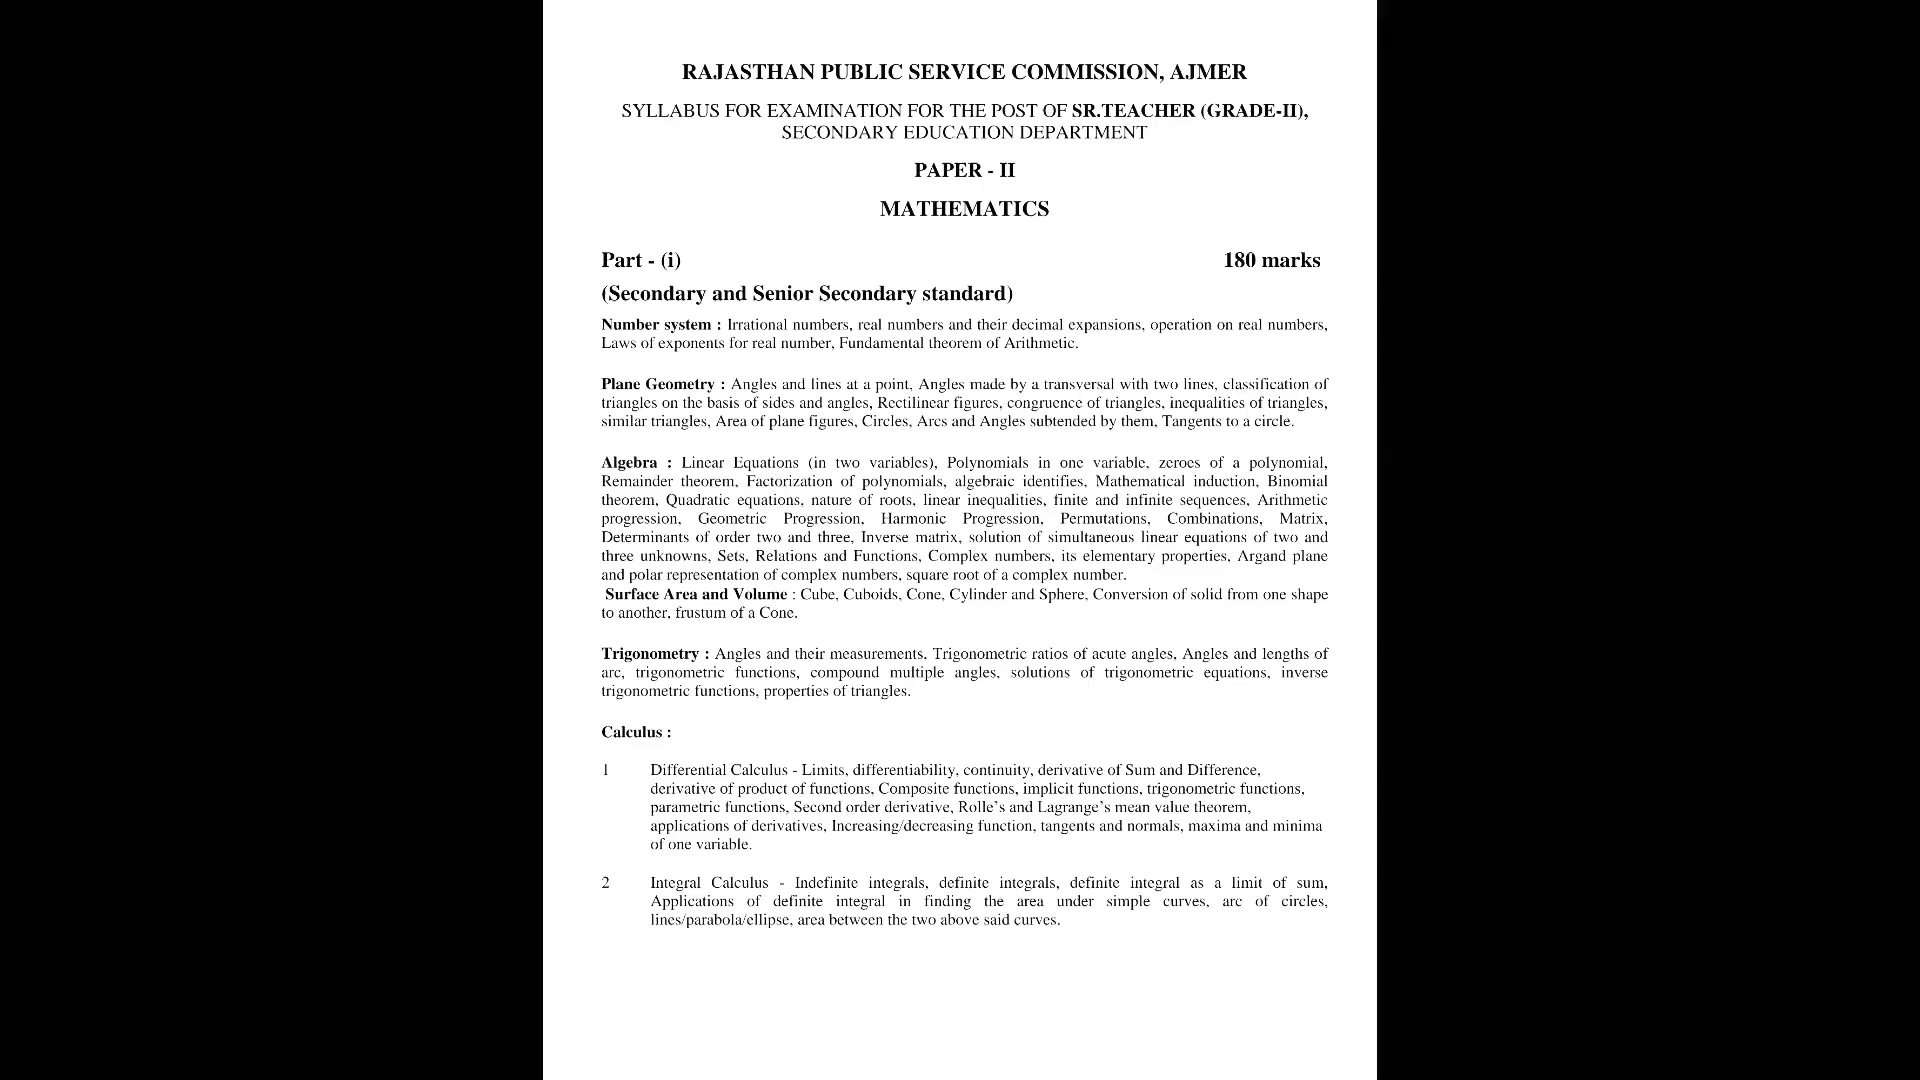 RAJASTHAN PUBLIC SERVICE COMMISSION, AJMER
SYLLABUS FOR EXAMINATION FOR THE POST OF SR.TEACHER (GRADE-II),
SECONDARY EDUCATION DEPARTMENT
PAPER - II
MATHEMATICS
Part - (i) 180 marks
(Secondary and Senior Secondary standard)
Number system : Irrational numbers, real numbers and their decimal expansions, operation on real numbers,
Laws of exponents for real number, Fundamental theorem of Arithmetic.
Plane Geometry : Angles and lines at a point, Angles made by a transversal with two lines, classification of
triangles on the basis of sides and angles, Rectilinear figures, congruence of triangles, inequalities of triangles,
similar triangles, Area of plane figures, Circles, Arcs and Angles subtended by them, Tangents to a circle.
Algebra : Linear Equations (in two variables), Polynomials in one variable, zeroes of a polynomial,
Remainder theorem, Factorization of polynomials, algebraic identifies, Mathematical induction, Binomial
theorem, Quadratic equations, nature of roots, linear inequalities, finite and infinite sequences, Arithmetic
progression, Geometric Progression, Harmonic Progression, Permutations, Combinations, Matrix,
Determinants of order two and three, Inverse matrix, solution of simultaneous linear equations of two and
three unknowns, Sets, Relations and Functions, Complex numbers, its elementary properties, Argand plane
and polar representation of complex numbers, square root of a complex number.
Surface Area and Volume : Cube, Cuboids, Cone, Cylinder and Sphere, Conversion of solid from one shape
to another, frustum of a Cone.
Trigonometry : Angles and their measurements, Trigonometric ratios of acute angles, Angles and lengths of
arc, trigonometric functions, compound multiple angles, solutions of trigonometric equations, inverse
trigonometric functions, properties of triangles.
Calculus :
1 Differential Calculus - Limits, differentiability, continuity, derivative of Sum and Difference,
derivative of product of functions, Composite functions, implicit functions, trigonometric functions,
parametric functions, Second order derivative, Rolle's and Lagrange's mean value theorem,
applications of derivatives, Increasing/decreasing function, tangents and normals, maxima and minima
of one variable.
2 Integral Calculus - Indefinite integrals, definite integrals, definite integral as a limit of sum,
Applications of definite integral in finding the area under simple curves, arc of circles,
lines/parabola/ellipse, area between the two above said curves.